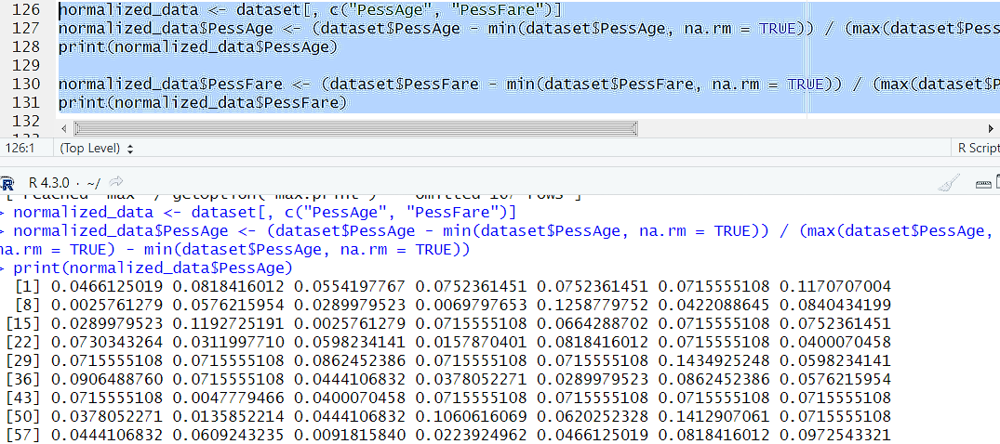 126 normalized_data <- dataset[, c("PessAge", "PessFare")]
127 normalized_data$PessAge <- (dataset$PessAge - min(dataset$PessAge, na.rm = TRUE)) / (max(dataset$Pess
128 print(normalized_data$PessAge)
129
130 normalized_data$PessFare <- (dataset$PessFare - min(dataset$PessFare, na.rm = TRUE)) / (max(dataset$P
131 print(normalized_data$PessFare)
132
126:1 (Top Level) R Script
R 4.3.0 · ~/
[ reached 'max' / getOption("max.print") omitted 167 rows ]
> normalized_data <- dataset[, c("PessAge", "PessFare")]
> normalized_data$PessAge <- (dataset$PessAge - min(dataset$PessAge, na.rm = TRUE)) / (max(dataset$PessAge,
na.rm = TRUE) - min(dataset$PessAge, na.rm = TRUE))
> print(normalized_data$PessAge)
[1] 0.0466125019 0.0818416012 0.0554197767 0.0752361451 0.0752361451 0.0715555108 0.1170707004
[8] 0.0025761279 0.0576215954 0.0289979523 0.0069797653 0.1258779752 0.0422088645 0.0840434199
[15] 0.0289979523 0.1192725191 0.0025761279 0.0715555108 0.0664288702 0.0715555108 0.0752361451
[22] 0.0730343264 0.0311997710 0.0598234141 0.0157870401 0.0818416012 0.0715555108 0.0400070458
[29] 0.0715555108 0.0715555108 0.0862452386 0.0715555108 0.0715555108 0.1434925248 0.0598234141
[36] 0.0906488760 0.0715555108 0.0444106832 0.0378052271 0.0289979523 0.0862452386 0.0576215954
[43] 0.0715555108 0.0047779466 0.0400070458 0.0715555108 0.0715555108 0.0715555108 0.0715555108
[50] 0.0378052271 0.0135852214 0.0444106832 0.1060616069 0.0620252328 0.1412907061 0.0715555108
[57] 0.0444106832 0.0609243235 0.0091815840 0.0223924962 0.0466125019 0.0818416012 0.0972543321